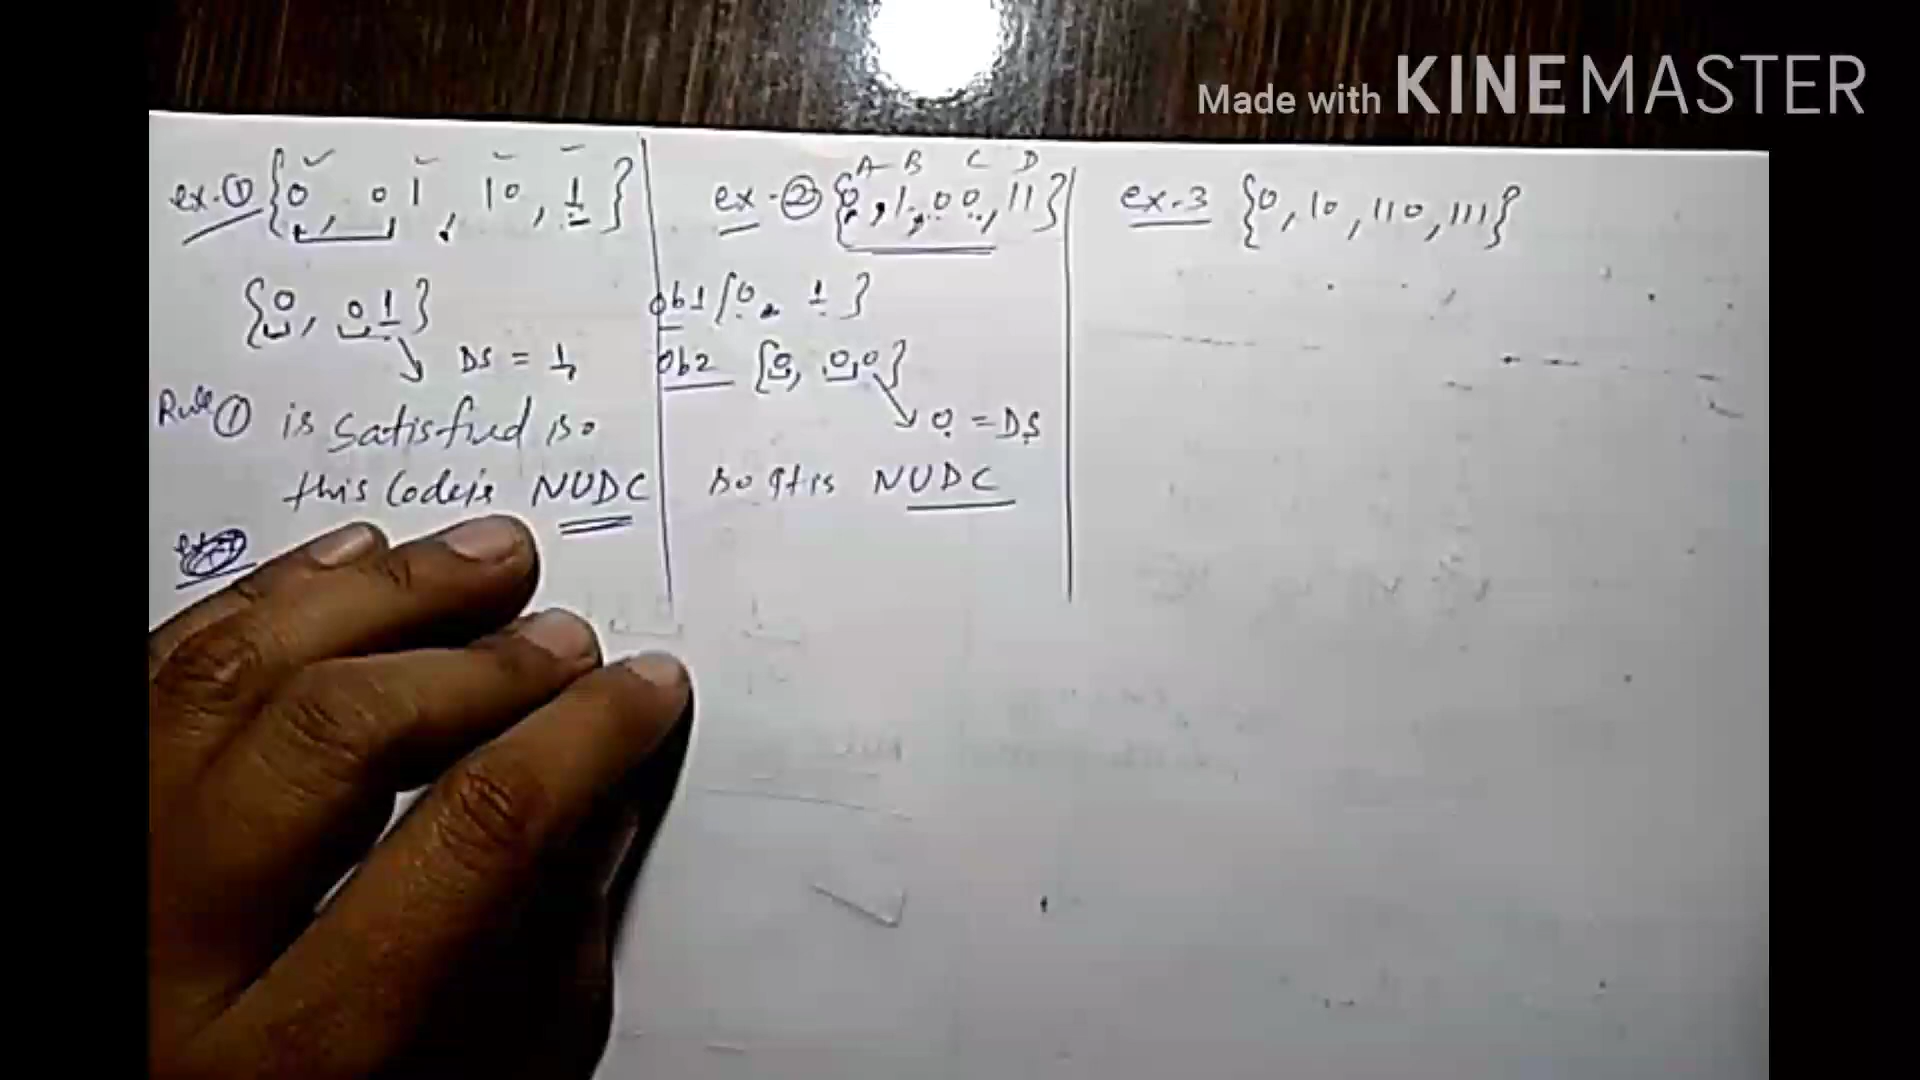 Made with KINEMASTER
ex.① {0, 01, 10, 1}
{0, 01}
DS = 1,
Rule ① is satisfied so
this Code is NUDC
A B C D
ex-② {0, 1, 00, 11}
ob1 {0, 1}
ob2 {0, 00}
0 = DS
so It is NUDC
ex.3 {0, 10, 110, 111}